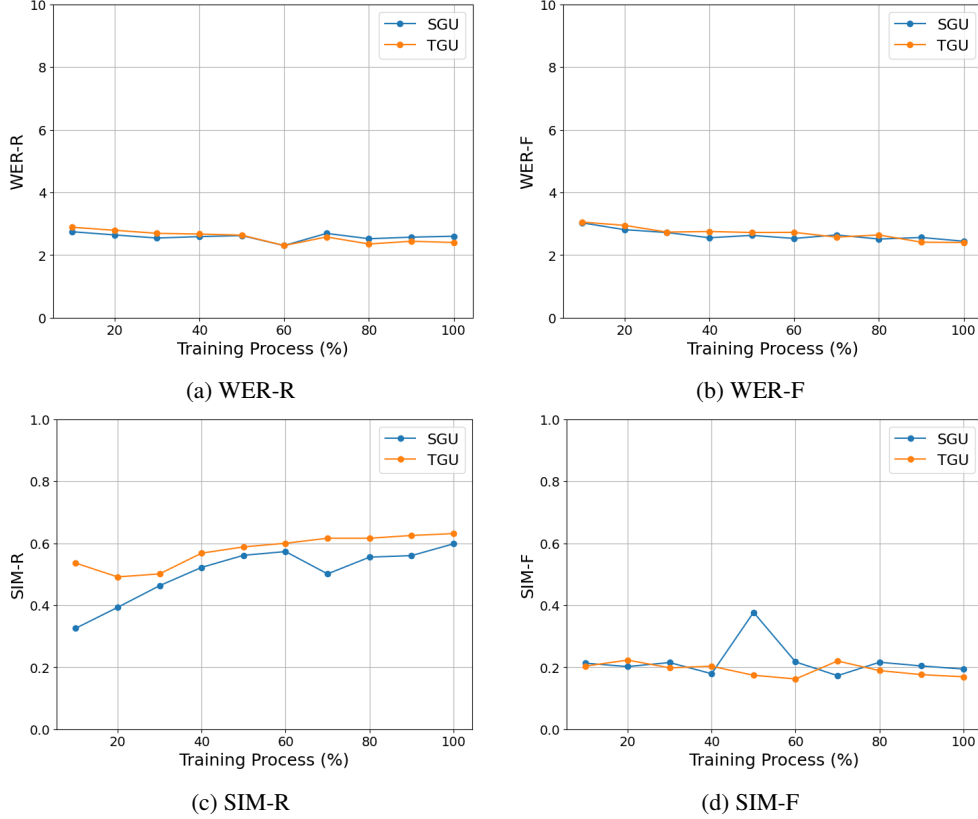 10
8
6
4
2
0
WER-R
SGU
TGU
20 40 60 80 100
Training Process (%)
(a) WER-R
10
8
6
4
2
0
WER-F
SGU
TGU
20 40 60 80 100
Training Process (%)
(b) WER-F
1.0
0.8
0.6
0.4
0.2
0.0
SIM-R
SGU
TGU
20 40 60 80 100
Training Process (%)
(c) SIM-R
1.0
0.8
0.6
0.4
0.2
0.0
SIM-F
SGU
TGU
20 40 60 80 100
Training Process (%)
(d) SIM-F